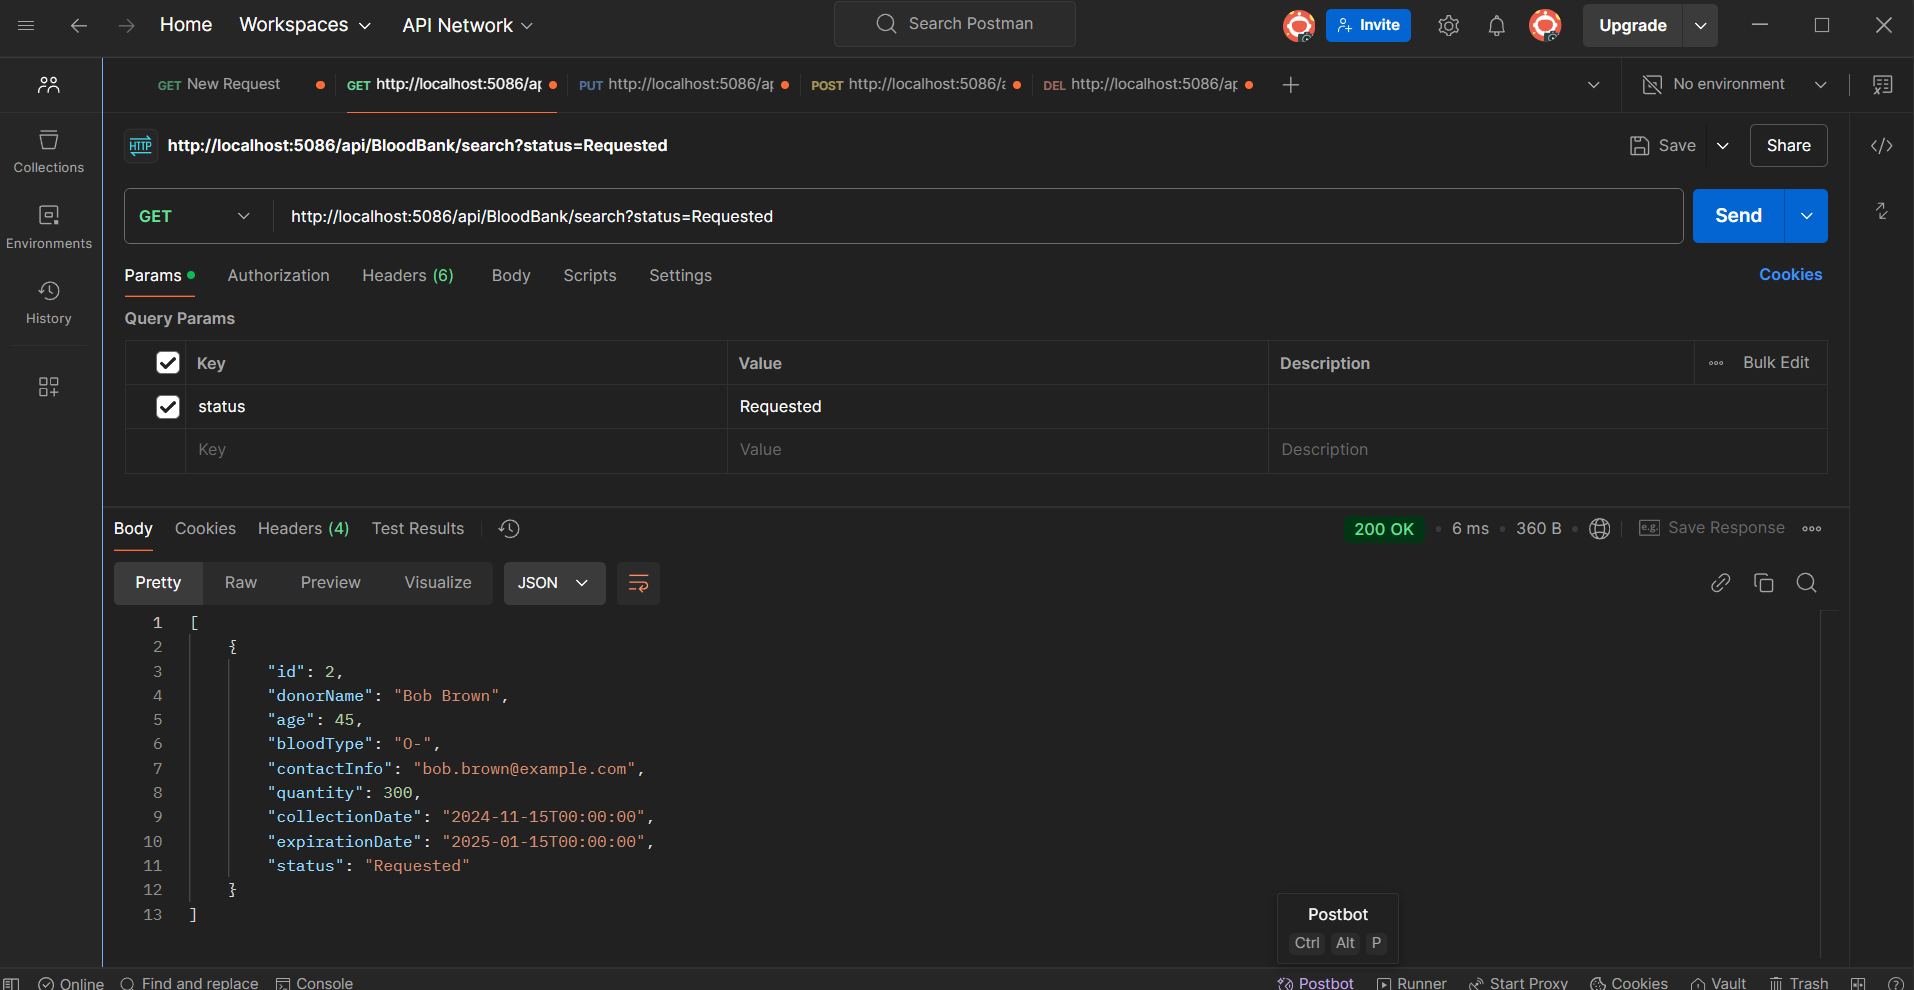 Home Workspaces API Network Search Postman Invite Upgrade
GET New Request GET http://localhost:5086/ap PUT http://localhost:5086/ap POST http://localhost:5086/a DEL http://localhost:5086/ap No environment
HTTP http://localhost:5086/api/BloodBank/search?status=Requested Save Share
Collections
Environments
History
GET http://localhost:5086/api/BloodBank/search?status=Requested Send
Params Authorization Headers (6) Body Scripts Settings Cookies
Query Params
Key Value Description Bulk Edit
status Requested
Key Value Description
Body Cookies Headers (4) Test Results 200 OK 6 ms 360 B e.g. Save Response
Pretty Raw Preview Visualize JSON
1 [
2 {
3 "id": 2,
4 "donorName": "Bob Brown",
5 "age": 45,
6 "bloodType": "O-",
7 "contactInfo": "bob.brown@example.com",
8 "quantity": 300,
9 "collectionDate": "2024-11-15T00:00:00",
10 "expirationDate": "2025-01-15T00:00:00",
11 "status": "Requested"
12 }
13 ]
Postbot
Ctrl Alt P
Online Find and replace Console Postbot Runner Start Proxy Cookies Vault Trash